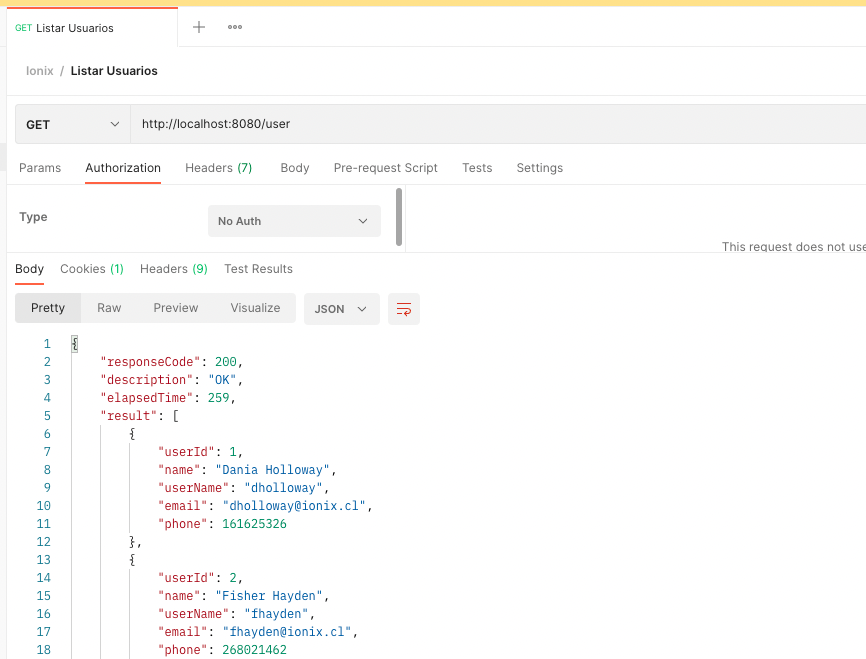 GET Listar Usuarios
Ionix / Listar Usuarios
GET http://localhost:8080/user
Params Authorization Headers (7) Body Pre-request Script Tests Settings
Type No Auth
This request does not use
Body Cookies (1) Headers (9) Test Results
Pretty Raw Preview Visualize JSON
1 {
2 "responseCode": 200,
3 "description": "OK",
4 "elapsedTime": 259,
5 "result": [
6 {
7 "userId": 1,
8 "name": "Dania Holloway",
9 "userName": "dholloway",
10 "email": "dholloway@ionix.cl",
11 "phone": 161625326
12 },
13 {
14 "userId": 2,
15 "name": "Fisher Hayden",
16 "userName": "fhayden",
17 "email": "fhayden@ionix.cl",
18 "phone": 268021462